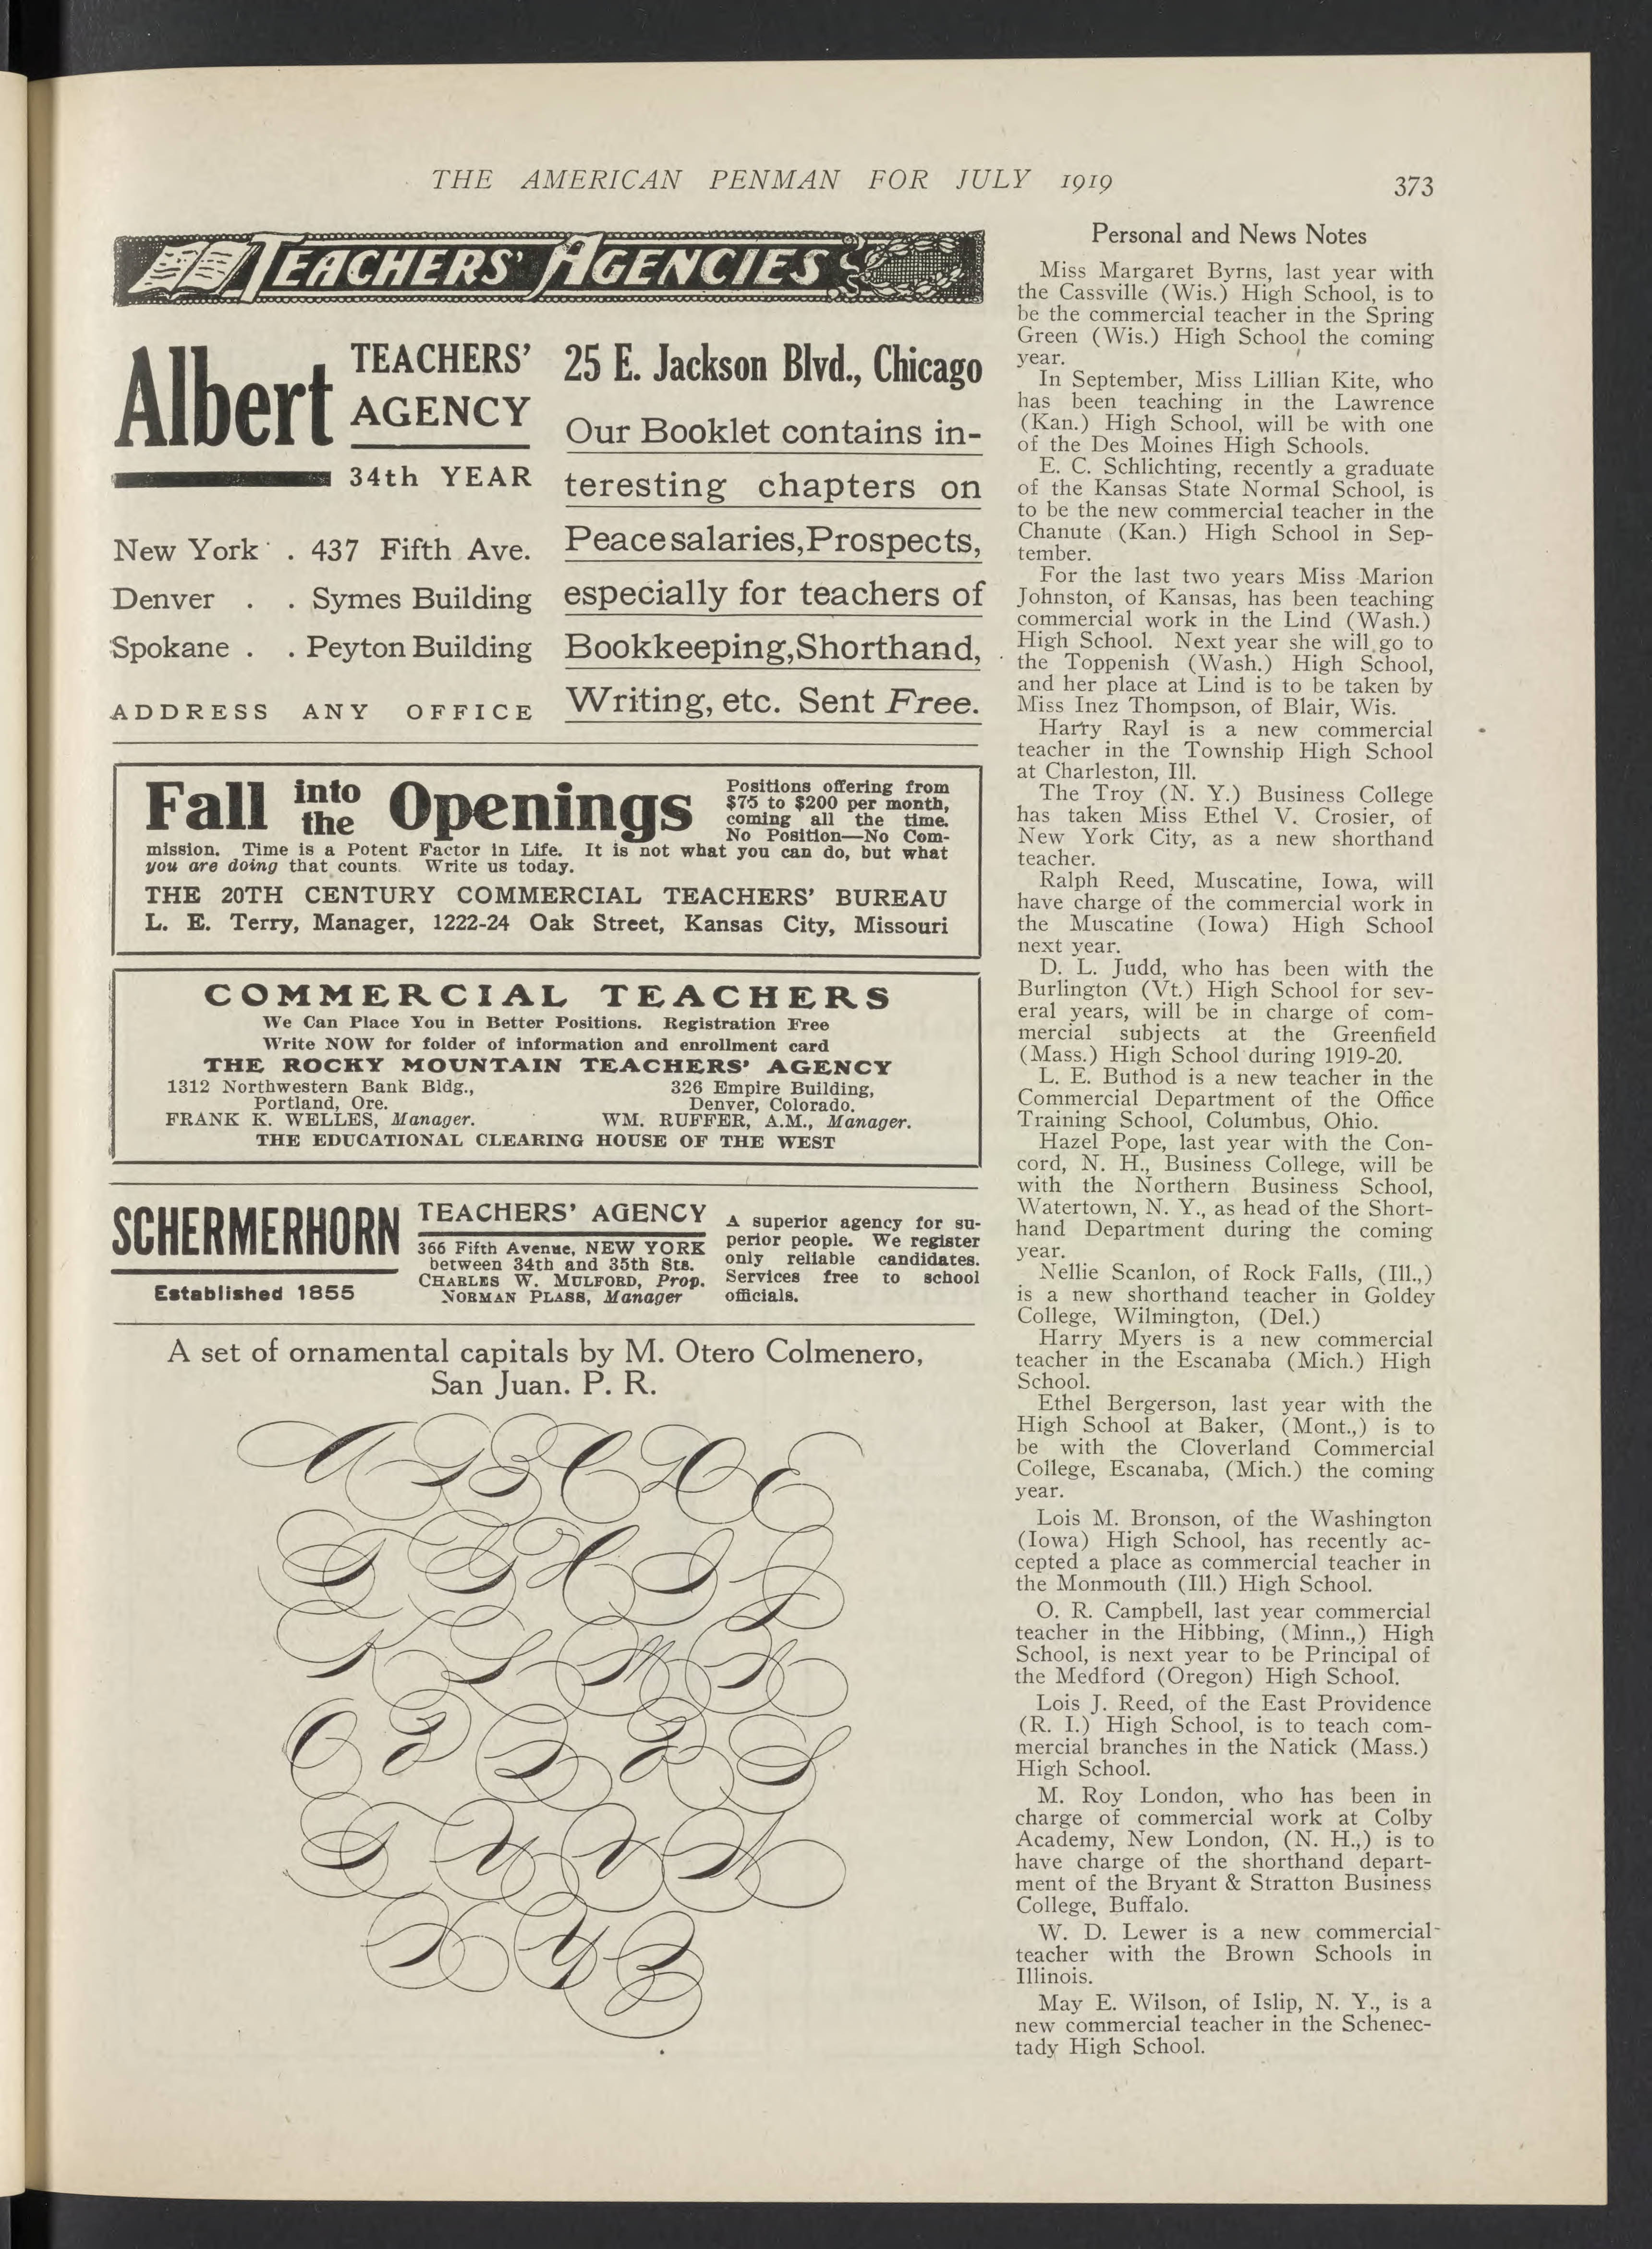 THE AMERICAN PENMAN FOR JULY 1919
373
TEACHERS' AGENCIES
Albert TEACHERS'
AGENCY
34th YEAR
New York . 437 Fifth Ave.
Denver . . Symes Building
Spokane . . Peyton Building
ADDRESS ANY OFFICE
25 E. Jackson Blvd., Chicago
Our Booklet contains in-
teresting chapters on
Peace salaries, Prospects,
especially for teachers of
Bookkeeping, Shorthand,
Writing, etc. Sent Free.
Fall into the Openings
Positions offering from
$75 to $200 per month,
coming all the time.
No Position—No Com-
mission. Time is a Potent Factor in Life. It is not what you can do, but what
you are doing that counts. Write us today.
THE 20TH CENTURY COMMERCIAL TEACHERS' BUREAU
L. E. Terry, Manager, 1222-24 Oak Street, Kansas City, Missouri
COMMERCIAL TEACHERS
We Can Place You in Better Positions. Registration Free
Write NOW for folder of information and enrollment card
THE ROCKY MOUNTAIN TEACHERS' AGENCY
1312 Northwestern Bank Bldg.,
Portland, Ore.
FRANK K. WELLES, Manager.
326 Empire Building,
Denver, Colorado.
WM. RUFFER, A.M., Manager.
THE EDUCATIONAL CLEARING HOUSE OF THE WEST
SCHERMERHORN
Established 1855
TEACHERS' AGENCY
366 Fifth Avenue, NEW YORK
between 34th and 35th Sts.
CHARLES W. MULFORD, Prop.
NORMAN PLASS, Manager
A superior agency for su-
perior people. We register
only reliable candidates.
Services free to school
officials.
A set of ornamental capitals by M. Otero Colmenero,
San Juan. P. R.
A B C D E
F G H I J
K L M N
O P Q R S
T U V W
X Y Z
Personal and News Notes
Miss Margaret Byrns, last year with
the Cassville (Wis.) High School, is to
be the commercial teacher in the Spring
Green (Wis.) High School the coming
year.
In September, Miss Lillian Kite, who
has been teaching in the Lawrence
(Kan.) High School, will be with one
of the Des Moines High Schools.
E. C. Schlichting, recently a graduate
of the Kansas State Normal School, is
to be the new commercial teacher in the
Chanute (Kan.) High School in Sep-
tember.
For the last two years Miss Marion
Johnston, of Kansas, has been teaching
commercial work in the Lind (Wash.)
High School. Next year she will go to
the Toppenish (Wash.) High School,
and her place at Lind is to be taken by
Miss Inez Thompson, of Blair, Wis.
Harry Rayl is a new commercial
teacher in the Township High School
at Charleston, Ill.
The Troy (N. Y.) Business College
has taken Miss Ethel V. Crosier, of
New York City, as a new shorthand
teacher.
Ralph Reed, Muscatine, Iowa, will
have charge of the commercial work in
the Muscatine (Iowa) High School
next year.
D. L. Judd, who has been with the
Burlington (Vt.) High School for sev-
eral years, will be in charge of com-
mercial subjects at the Greenfield
(Mass.) High School during 1919-20.
L. E. Buthod is a new teacher in the
Commercial Department of the Office
Training School, Columbus, Ohio.
Hazel Pope, last year with the Con-
cord, N. H., Business College, will be
with the Northern Business School,
Watertown, N. Y., as head of the Short-
hand Department during the coming
year.
Nellie Scanlon, of Rock Falls, (Ill.,)
is a new shorthand teacher in Goldey
College, Wilmington, (Del.)
Harry Myers is a new commercial
teacher in the Escanaba (Mich.) High
School.
Ethel Bergerson, last year with the
High School at Baker, (Mont.,) is to
be with the Cloverland Commercial
College, Escanaba, (Mich.) the coming
year.
Lois M. Bronson, of the Washington
(Iowa) High School, has recently ac-
cepted a place as commercial teacher in
the Monmouth (Ill.) High School.
O. R. Campbell, last year commercial
teacher in the Hibbing, (Minn.,) High
School, is next year to be Principal of
the Medford (Oregon) High School.
Lois J. Reed, of the East Providence
(R. I.) High School, is to teach com-
mercial branches in the Natick (Mass.)
High School.
M. Roy London, who has been in
charge of commercial work at Colby
Academy, New London, (N. H.,) is to
have charge of the shorthand depart-
ment of the Bryant & Stratton Business
College, Buffalo.
W. D. Lewer is a new commercial
teacher with the Brown Schools in
Illinois.
May E. Wilson, of Islip, N. Y., is a
new commercial teacher in the Schenec-
tady High School.